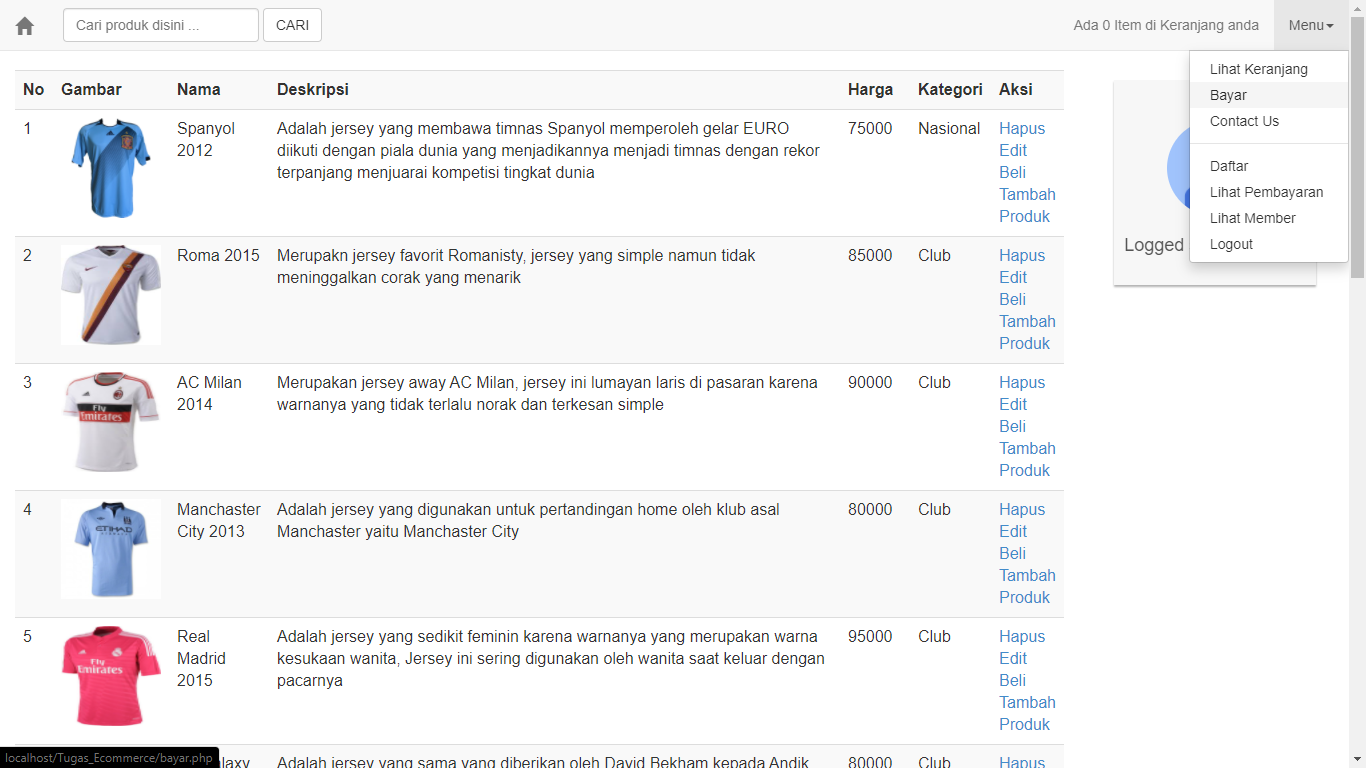 Cari produk disini ...
CARI
Ada 0 Item di Keranjang anda
Menu
Lihat Keranjang
Bayar
Contact Us
Daftar
Lihat Pembayaran
Lihat Member
Logout
Logged
No Gambar Nama Deskripsi Harga Kategori Aksi
1 Spanyol Adalah jersey yang membawa timnas Spanyol memperoleh gelar EURO 75000 Nasional Hapus
2012 diikuti dengan piala dunia yang menjadikannya menjadi timnas dengan rekor Edit
terpanjang menjuarai kompetisi tingkat dunia Beli
Tambah
Produk
2 Roma 2015 Merupakn jersey favorit Romanisty, jersey yang simple namun tidak 85000 Club Hapus
meninggalkan corak yang menarik Edit
Beli
Tambah
Produk
Fly
Emirates
3 AC Milan Merupakan jersey away AC Milan, jersey ini lumayan laris di pasaran karena 90000 Club Hapus
2014 warnanya yang tidak terlalu norak dan terkesan simple Edit
Beli
Tambah
Produk
ETIHAD
4 Manchaster Adalah jersey yang digunakan untuk pertandingan home oleh klub asal 80000 Club Hapus
City 2013 Manchaster yaitu Manchaster City Edit
Beli
Tambah
Produk
Fly
Emirates
5 Real Adalah jersey yang sedikit feminin karena warnanya yang merupakan warna 95000 Club Hapus
Madrid kesukaan wanita, Jersey ini sering digunakan oleh wanita saat keluar dengan Edit
2015 pacarnya Beli
Tambah
Produk
Adalah jersey yang sama yang diberikan oleh David Bekham kepada Andik 80000 Club Hapus
localhost/Tugas_Ecommerce/bayar.php